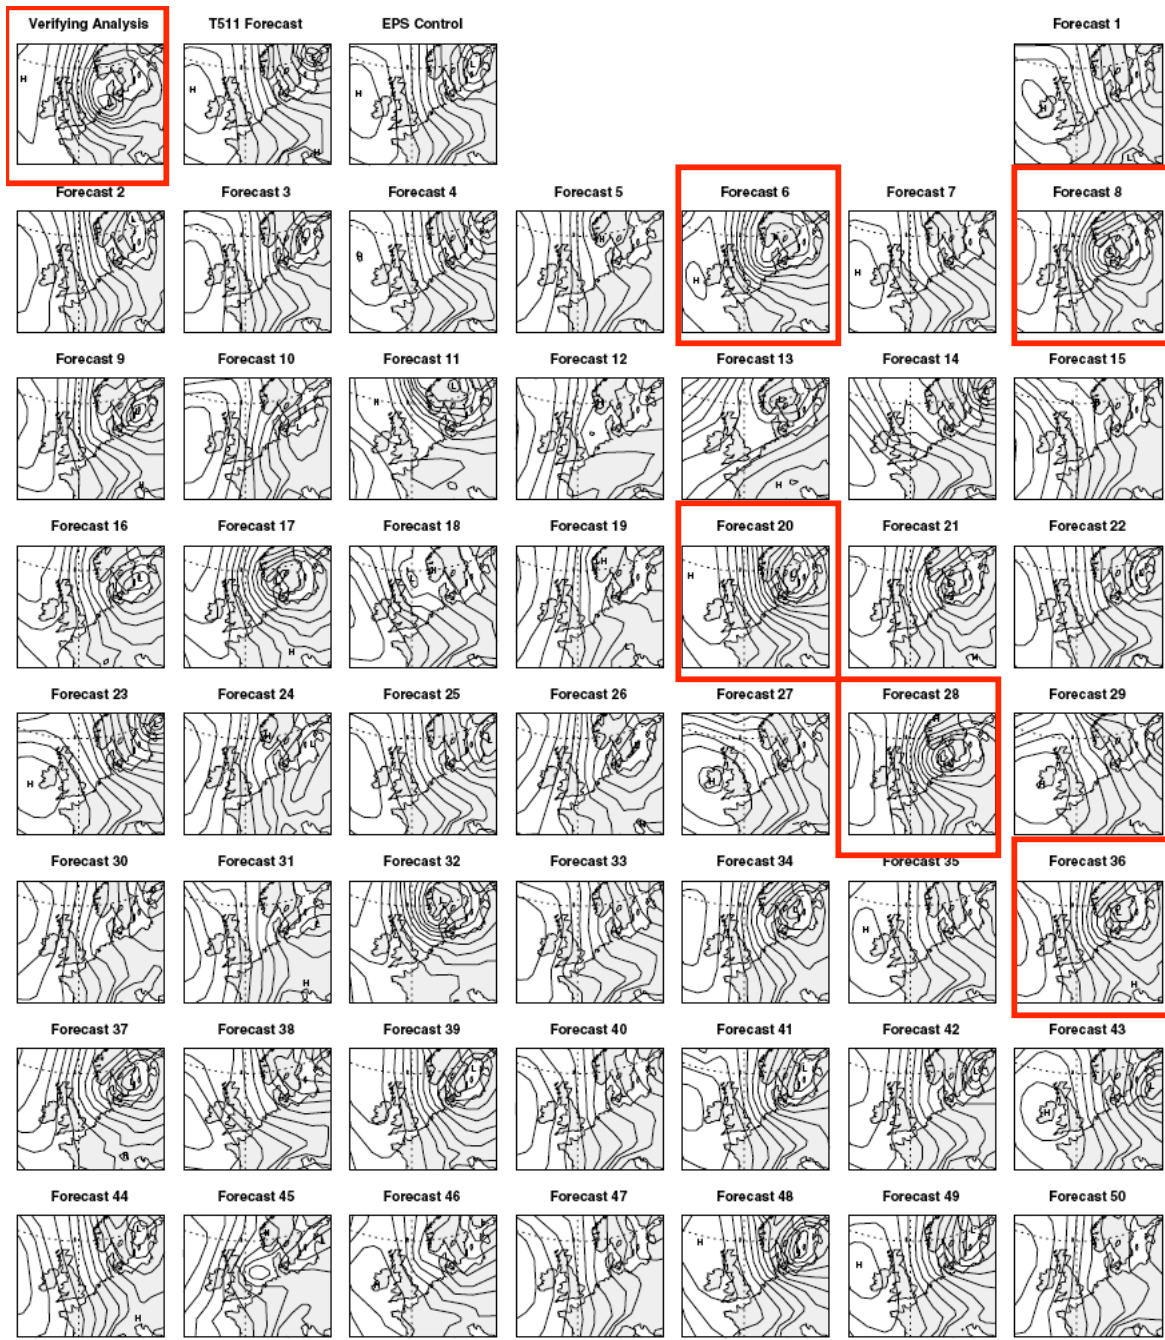 Verifying Analysis T511 Forecast EPS Control Forecast 1
Forecast 2 Forecast 3 Forecast 4 Forecast 5 Forecast 6 Forecast 7 Forecast 8
Forecast 9 Forecast 10 Forecast 11 Forecast 12 Forecast 13 Forecast 14 Forecast 15
Forecast 16 Forecast 17 Forecast 18 Forecast 19 Forecast 20 Forecast 21 Forecast 22
Forecast 23 Forecast 24 Forecast 25 Forecast 26 Forecast 27 Forecast 28 Forecast 29
Forecast 30 Forecast 31 Forecast 32 Forecast 33 Forecast 34 Forecast 35 Forecast 36
Forecast 37 Forecast 38 Forecast 39 Forecast 40 Forecast 41 Forecast 42 Forecast 43
Forecast 44 Forecast 45 Forecast 46 Forecast 47 Forecast 48 Forecast 49 Forecast 50